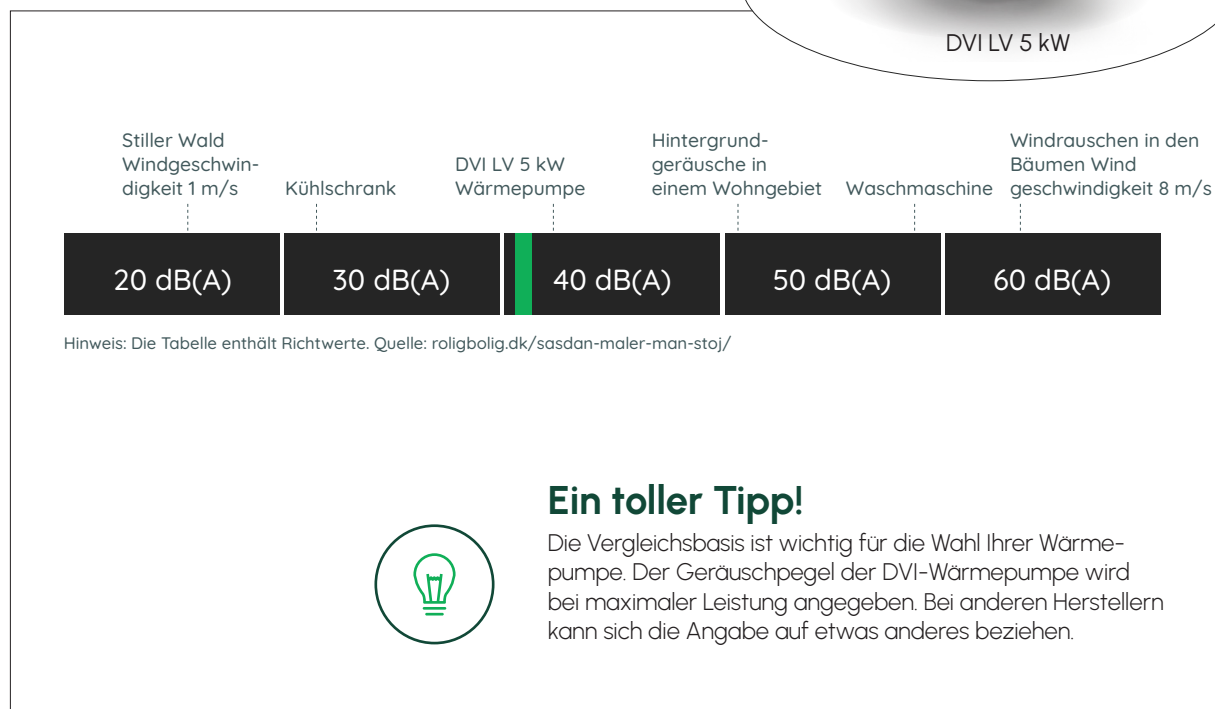 DVI LV 5 kW
Stiller Wald
Windgeschwin-
digkeit 1 m/s
Kühlschrank
DVI LV 5 kW
Wärmepumpe
Hintergrund-
geräusche in
einem Wohngebiet
Waschmaschine
Windrauschen in den
Bäumen Wind
geschwindigkeit 8 m/s
20 dB(A)
30 dB(A)
40 dB(A)
50 dB(A)
60 dB(A)
Hinweis: Die Tabelle enthält Richtwerte. Quelle: roligbolig.dk/sasdan-maler-man-stoj/
Ein toller Tipp!
Die Vergleichsbasis ist wichtig für die Wahl Ihrer Wärme-
pumpe. Der Geräuschpegel der DVI-Wärmepumpe wird
bei maximaler Leistung angegeben. Bei anderen Herstellern
kann sich die Angabe auf etwas anderes beziehen.